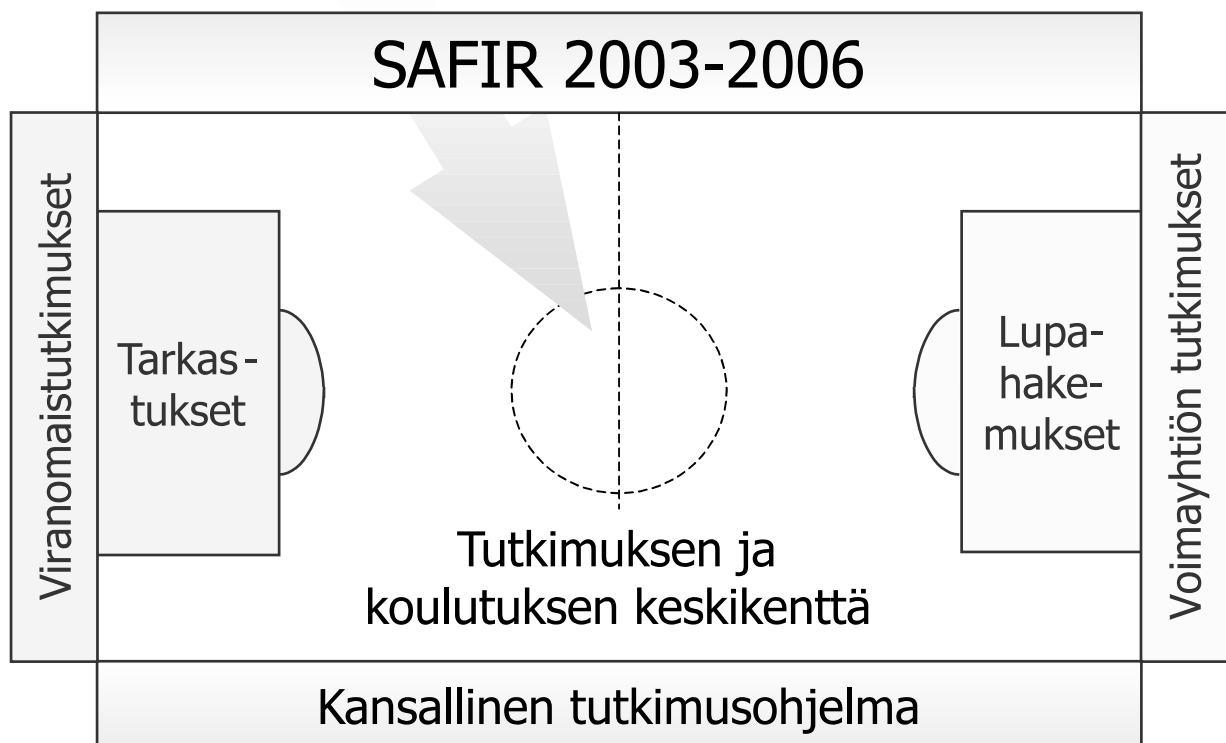 SAFIR 2003-2006
Viranomaistutkimukset
Tarkas-
tukset
Lupa-
hake-
mukset
Voimayhtiön tutkimukset
Tutkimuksen ja
koulutuksen keskikenttä
Kansallinen tutkimusohjelma